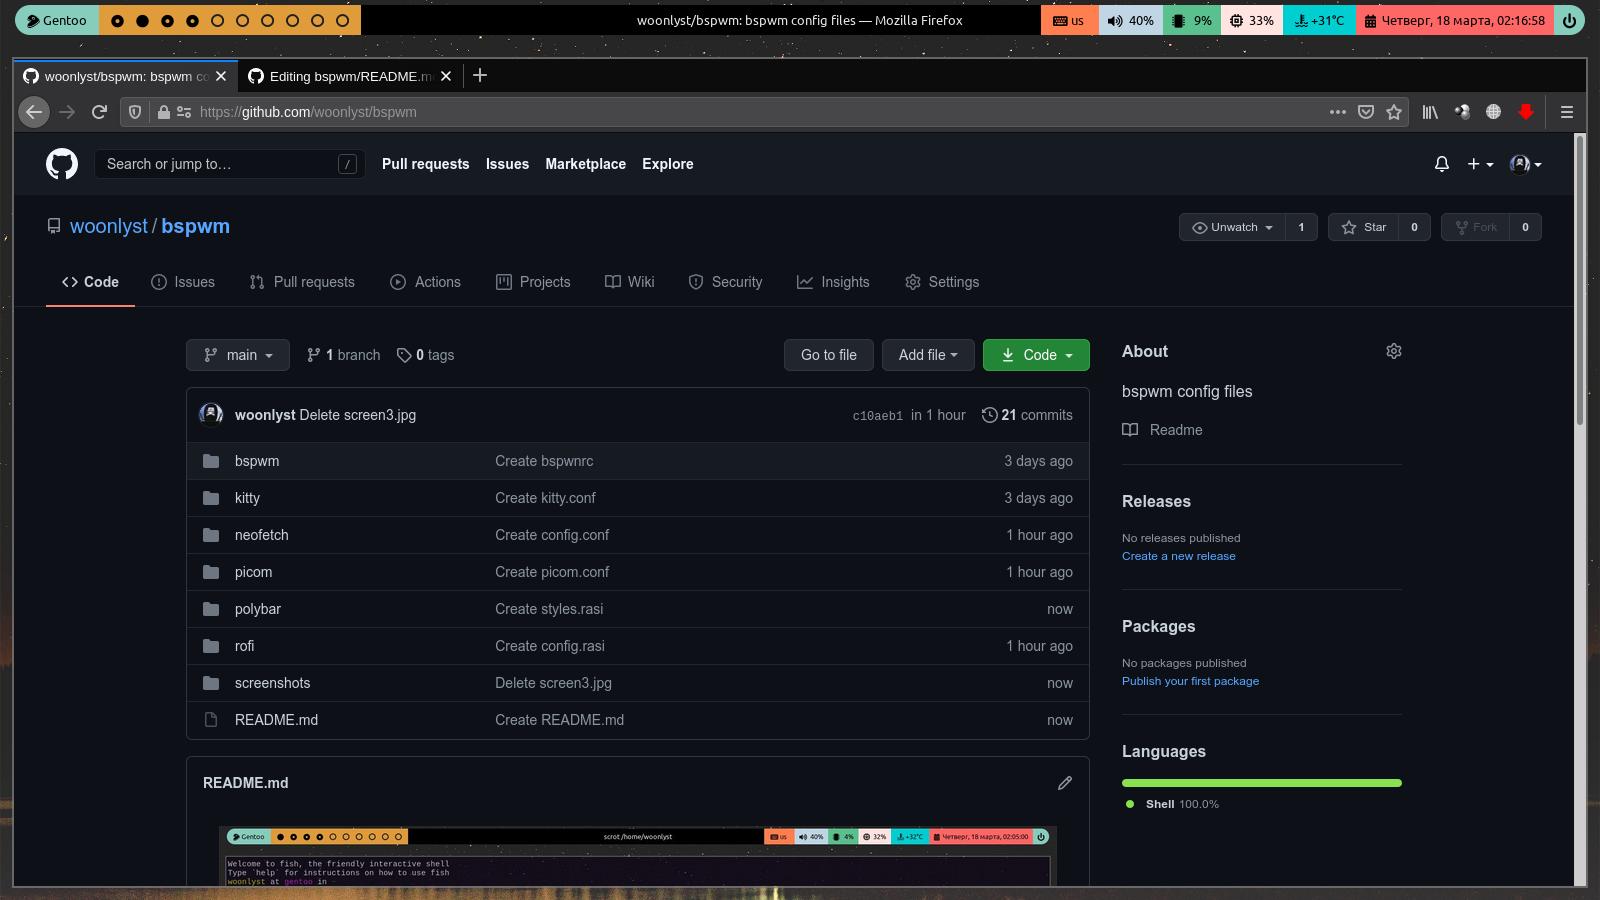 Gentoo
woonlyst/bspwm: bspwm config files — Mozilla Firefox
us 40% 9% 33% +31°C Четверг, 18 марта, 02:16:58
woonlyst/bspwm: bspwm co
Editing bspwm/README.m
https://github.com/woonlyst/bspwm
Search or jump to… /
Pull requests Issues Marketplace Explore
woonlyst / bspwm
Unwatch 1 Star 0 Fork 0
Code Issues Pull requests Actions Projects Wiki Security Insights Settings
main 1 branch 0 tags
Go to file Add file Code
woonlyst Delete screen3.jpg c10aeb1 in 1 hour 21 commits
bspwm Create bspwnrc 3 days ago
kitty Create kitty.conf 3 days ago
neofetch Create config.conf 1 hour ago
picom Create picom.conf 1 hour ago
polybar Create styles.rasi now
rofi Create config.rasi 1 hour ago
screenshots Delete screen3.jpg now
README.md Create README.md now
README.md
Gentoo scrot /home/woonlyst us 40% 4% 32% +32°C Четверг, 18 марта, 02:05:00
Welcome to fish, the friendly interactive shell
Type `help` for instructions on how to use fish
woonlyst at gentoo in
About
bspwm config files
Readme
Releases
No releases published
Create a new release
Packages
No packages published
Publish your first package
Languages
Shell 100.0%